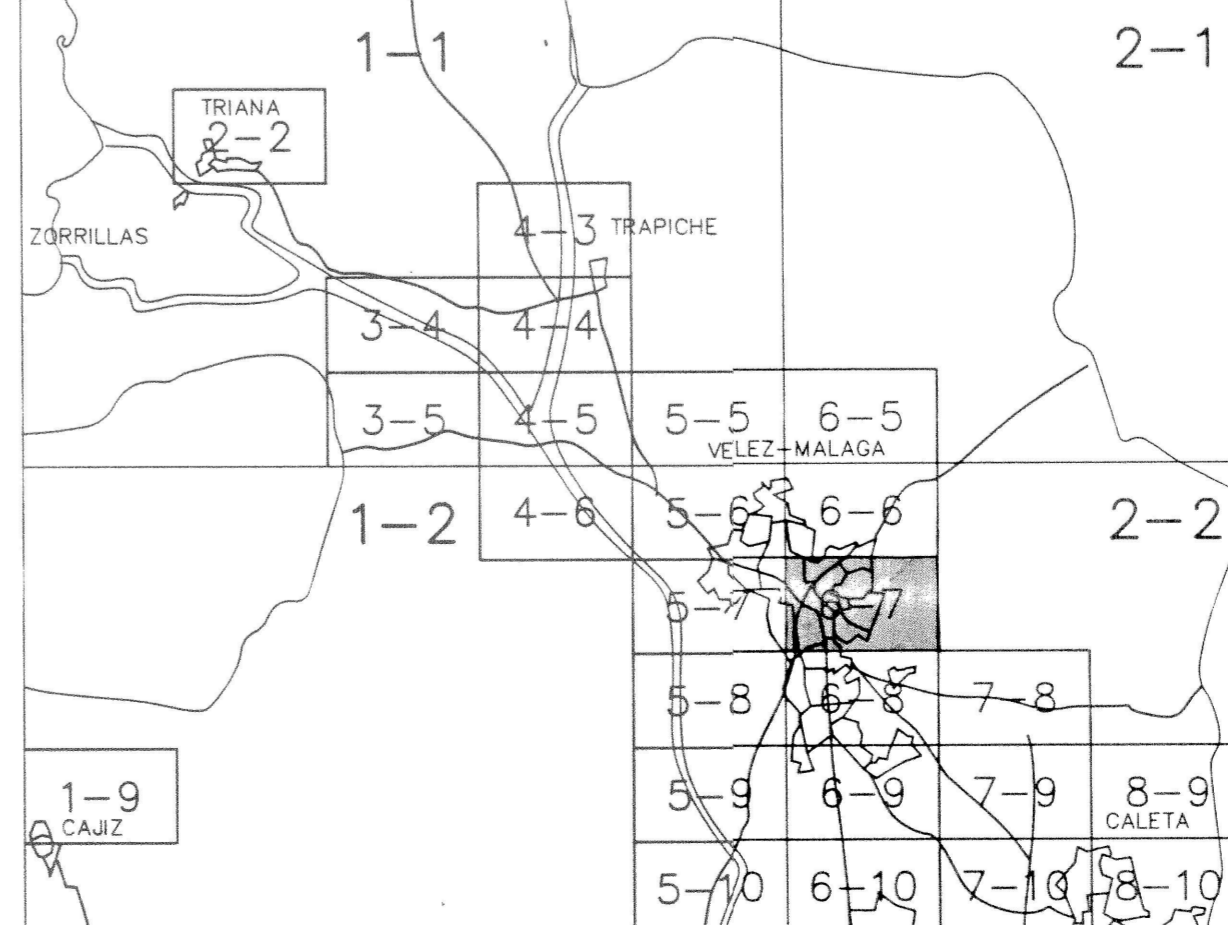 1-1
2-1
TRIANA
2-2
4-3 TRAPICHE
ZORRILLAS
3-4 4-4
3-5 4-5 5-5 6-5
VELEZ-MALAGA
1-2 4-6 5-6 6-6 2-2
5-7 6-7
5-8 6-8 7-8
1-9 5-9 6-9 7-9 8-9
CAJIZ CALETA
5-10 6-10 7-10 8-10